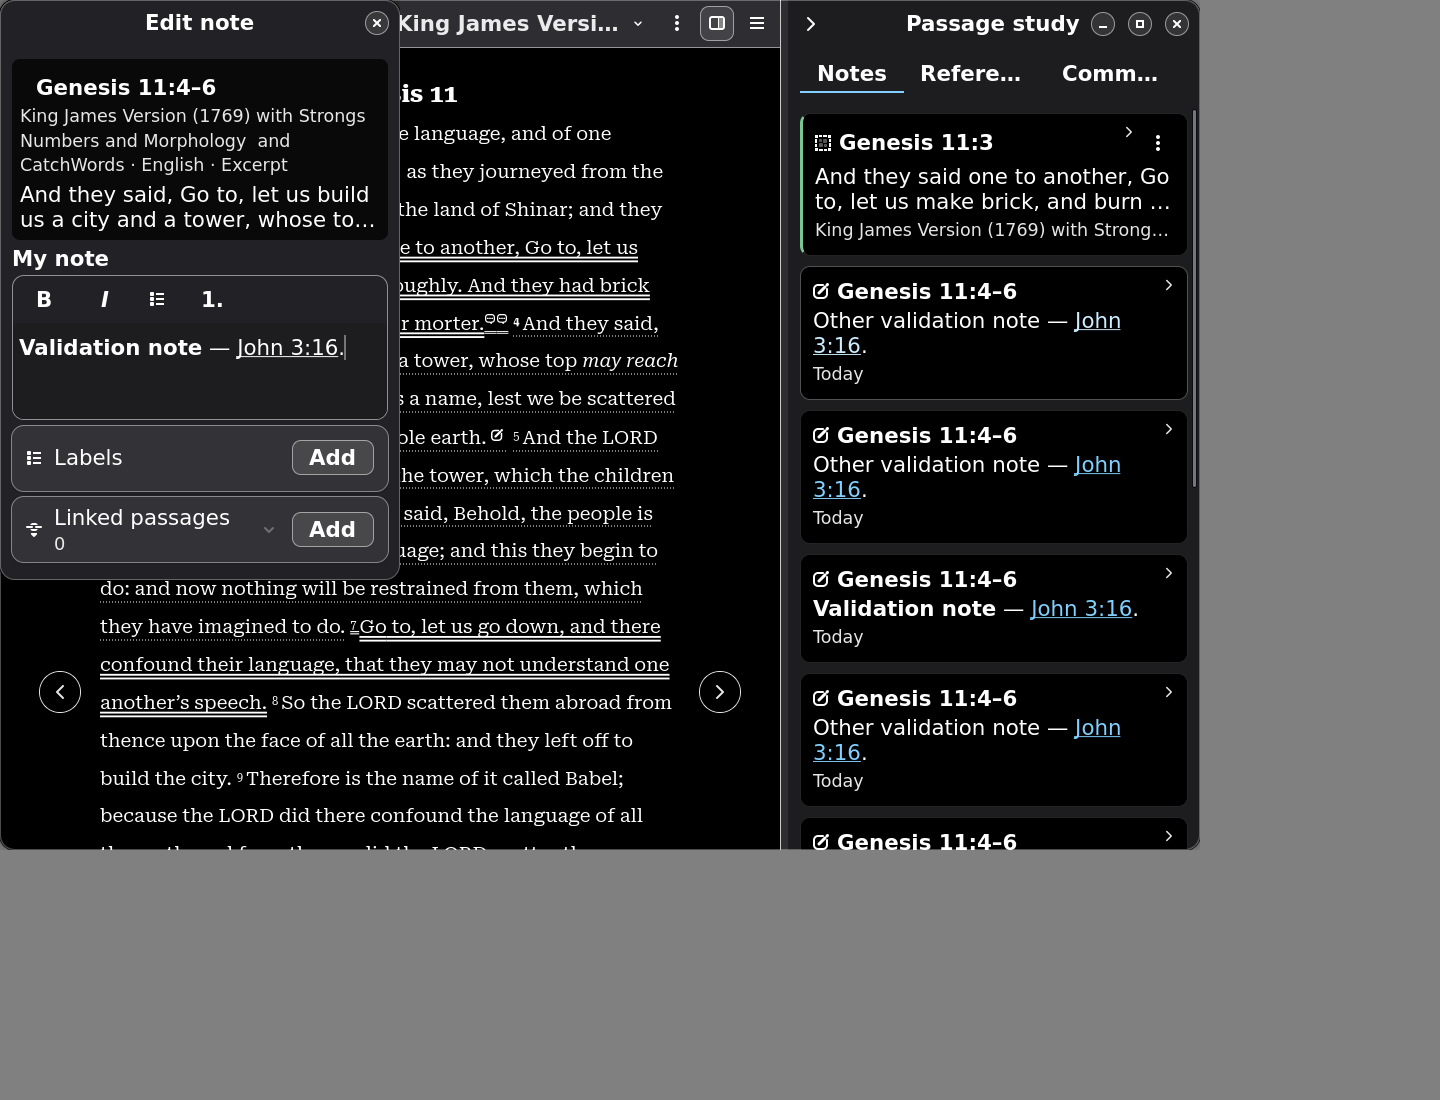 Edit note
Genesis 11:4–6
King James Version (1769) with Strongs
Numbers and Morphology and
CatchWords · English · Excerpt
And they said, Go to, let us build
us a city and a tower, whose to…
My note
B I 1.
Validation note — John 3:16.
Labels
Add
Linked passages
0
Add
King James Versi…
sis 11
e language, and of one
as they journeyed from the
the land of Shinar; and they
e to another, Go to, let us
oughly. And they had brick
r morter. 4 And they said,
a tower, whose top may reach
s a name, lest we be scattered
ole earth. 5 And the LORD
he tower, which the children
said, Behold, the people is
uage; and this they begin to
do: and now nothing will be restrained from them, which
they have imagined to do. 7 Go to, let us go down, and there
confound their language, that they may not understand one
another’s speech. 8 So the LORD scattered them abroad from
thence upon the face of all the earth: and they left off to
build the city. 9 Therefore is the name of it called Babel;
because the LORD did there confound the language of all
Passage study
Notes Refere… Comm…
Genesis 11:3
And they said one to another, Go
to, let us make brick, and burn …
King James Version (1769) with Strong…
Genesis 11:4–6
Other validation note — John
3:16.
Today
Genesis 11:4–6
Other validation note — John
3:16.
Today
Genesis 11:4–6
Validation note — John 3:16.
Today
Genesis 11:4–6
Other validation note — John
3:16.
Today
Genesis 11:4–6